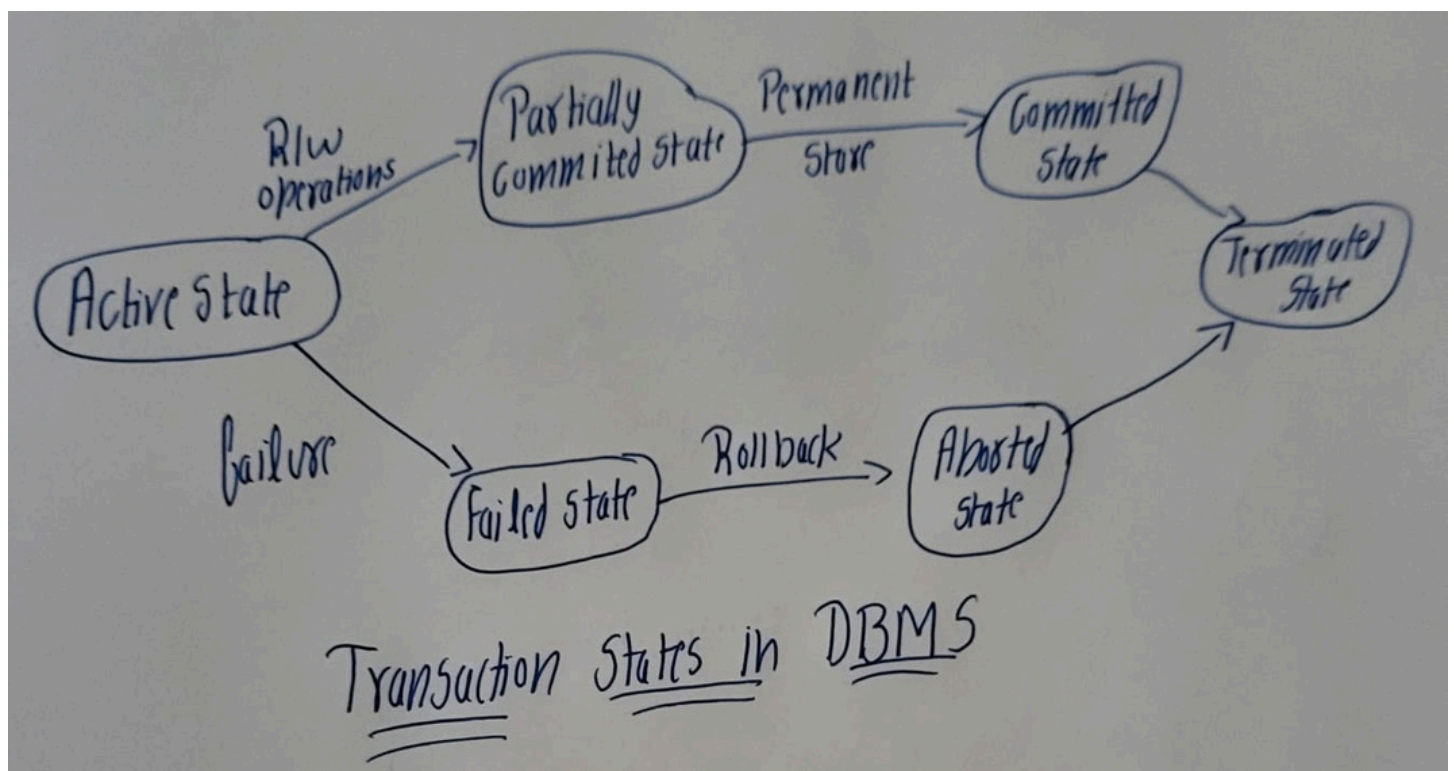 R/W
operations
Partially
Commited State
Permanent
Store
Committed
State
Active State
Terminated
State
failure
Failed State
Rollback
Aborted
State
Transaction States in DBMS